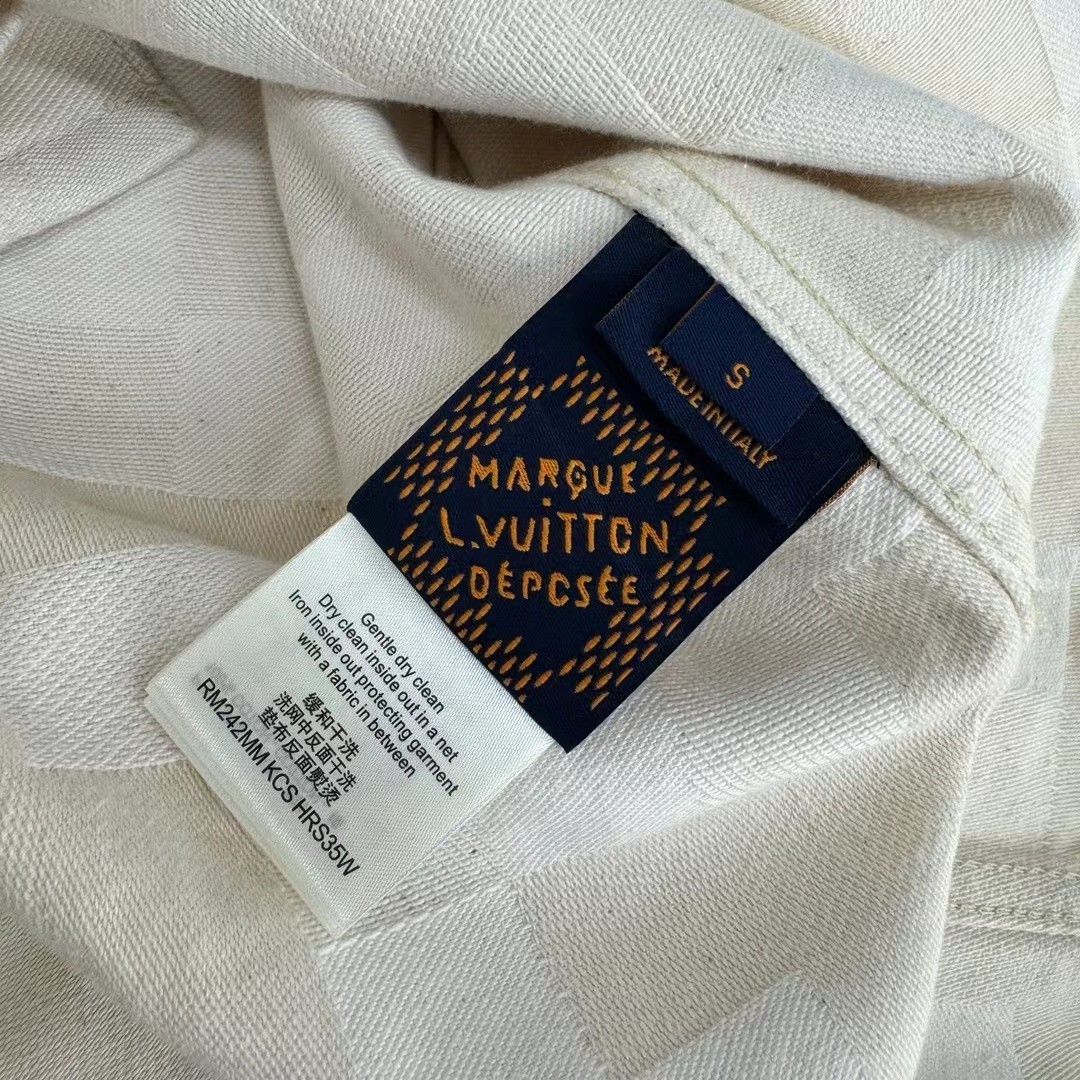 S
MADE IN ITALY
MARQUE
L.VUITTON
DÉPOSÉE
Gentle dry clean
Dry clean inside out in a net
Iron inside out protecting garment
with a fabric in between
缓和干洗
洗网中反面干洗
垫布反面熨烫
RM242MM KCS HRS35W